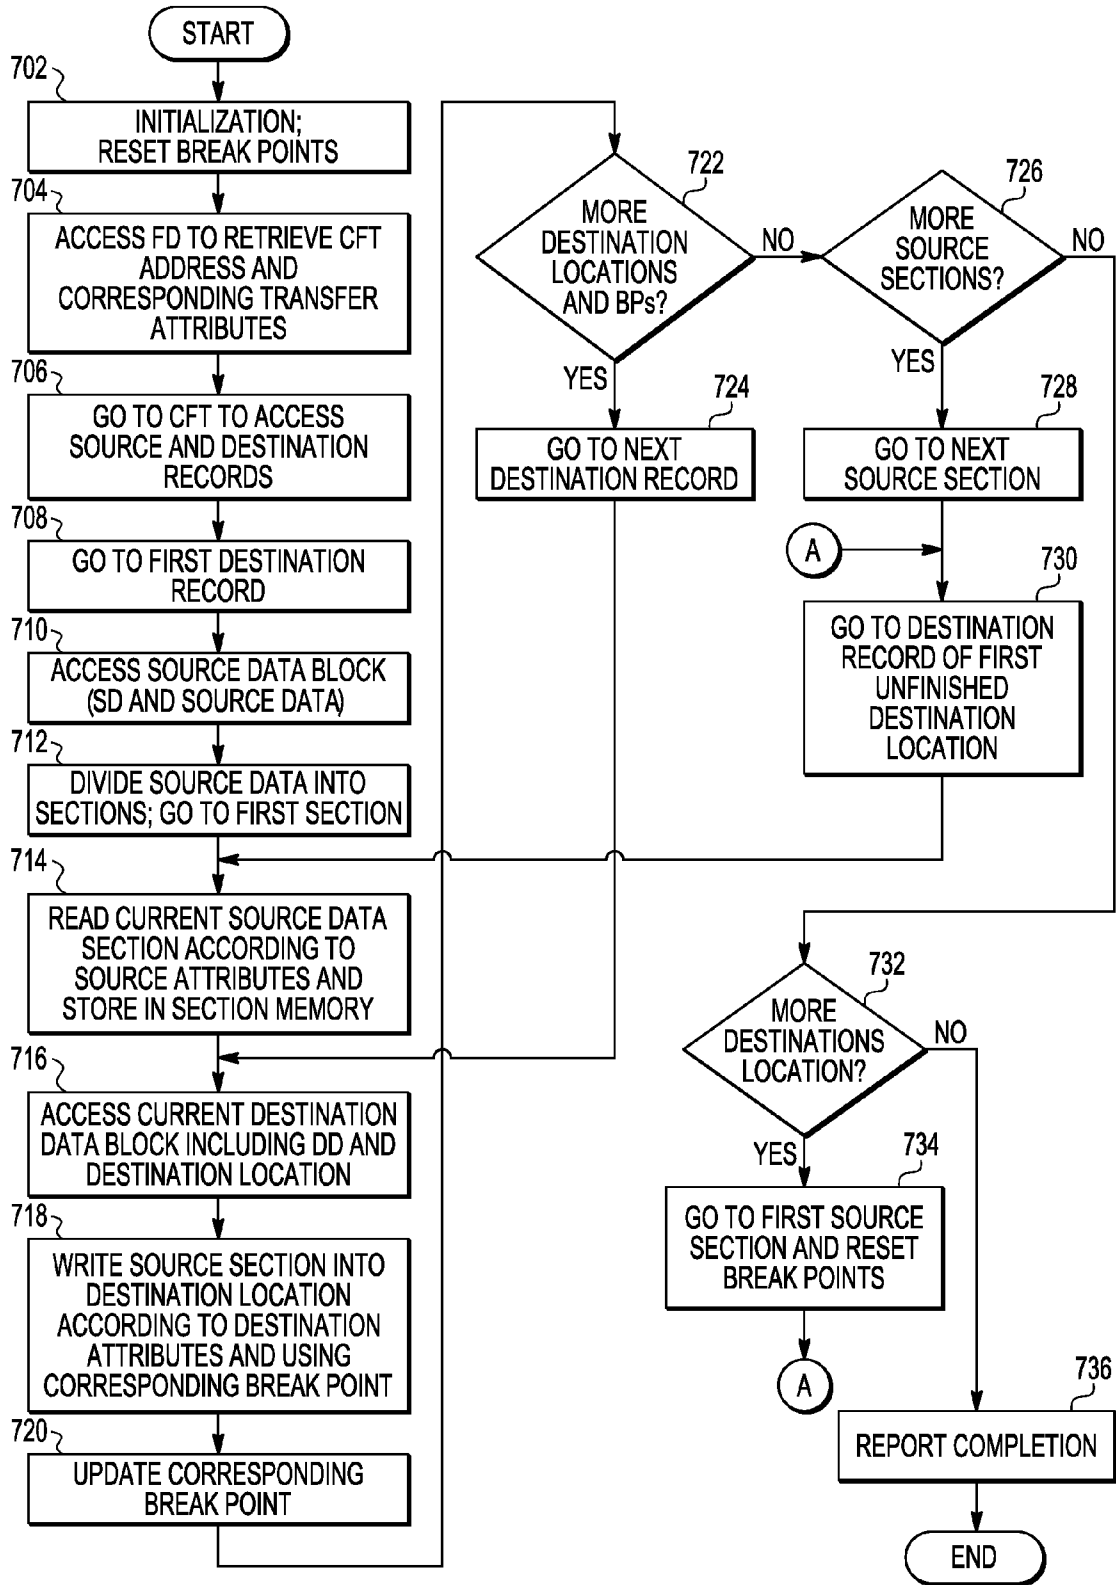 START
702
INITIALIZATION;
RESET BREAK POINTS
704
ACCESS FD TO RETRIEVE CFT
ADDRESS AND
CORRESPONDING TRANSFER
ATTRIBUTES
706
GO TO CFT TO ACCESS
SOURCE AND DESTINATION
RECORDS
708
GO TO FIRST DESTINATION
RECORD
710
ACCESS SOURCE DATA BLOCK
(SD AND SOURCE DATA)
712
DIVIDE SOURCE DATA INTO
SECTIONS; GO TO FIRST SECTION
714
READ CURRENT SOURCE DATA
SECTION ACCORDING TO
SOURCE ATTRIBUTES AND
STORE IN SECTION MEMORY
716
ACCESS CURRENT DESTINATION
DATA BLOCK INCLUDING DD AND
DESTINATION LOCATION
718
WRITE SOURCE SECTION INTO
DESTINATION LOCATION
ACCORDING TO DESTINATION
ATTRIBUTES AND USING
CORRESPONDING BREAK POINT
720
UPDATE CORRESPONDING
BREAK POINT
722
MORE
DESTINATION
LOCATIONS
AND BPs?
NO
YES
724
GO TO NEXT
DESTINATION RECORD
726
MORE
SOURCE
SECTIONS?
NO
YES
728
GO TO NEXT
SOURCE SECTION
A
730
GO TO DESTINATION
RECORD OF FIRST
UNFINISHED
DESTINATION
LOCATION
732
MORE
DESTINATIONS
LOCATION?
NO
YES
734
GO TO FIRST SOURCE
SECTION AND RESET
BREAK POINTS
A
736
REPORT COMPLETION
END